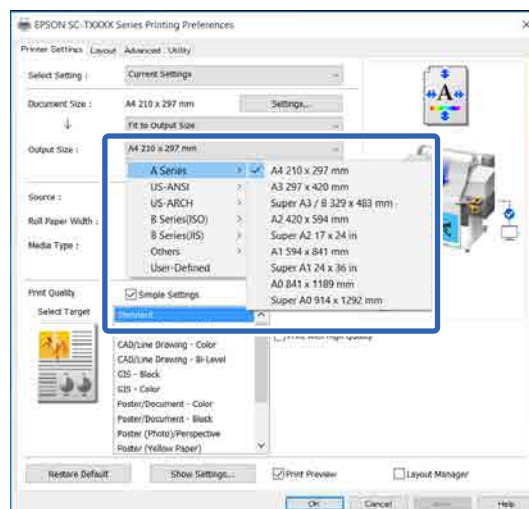 EPSON SC-TXXXX Series Printing Preferences
Printer Settings Layout Advanced Utility
Select Setting : Current Settings
Document Size : A4 210 x 297 mm Settings...
Fit to Output Size
Output Size : A4 210 x 297 mm
A Series A4 210 x 297 mm
US-ANSI A3 297 x 420 mm
US-ARCH Super A3 / B 329 x 483 mm
B Series(ISO) A2 420 x 594 mm
B Series(JIS) Super A2 17 x 24 in
Others A1 594 x 841 mm
User-Defined Super A1 24 x 36 in
A0 841 x 1189 mm
Super A0 914 x 1292 mm
Source :
Roll Paper Width :
Media Type :
A
Print Quality Simple Settings
Select Target Standard
CAD/Line Drawing - Color
CAD/Line Drawing - Bi-Level
GIS - Black
GIS - Color
Poster/Document - Color
Poster/Document - Black
Poster (Photo)/Perspective
Poster (Yellow Paper)
Print with High Quality
Restore Default Show Settings... Print Preview Layout Manager
OK Cancel Help